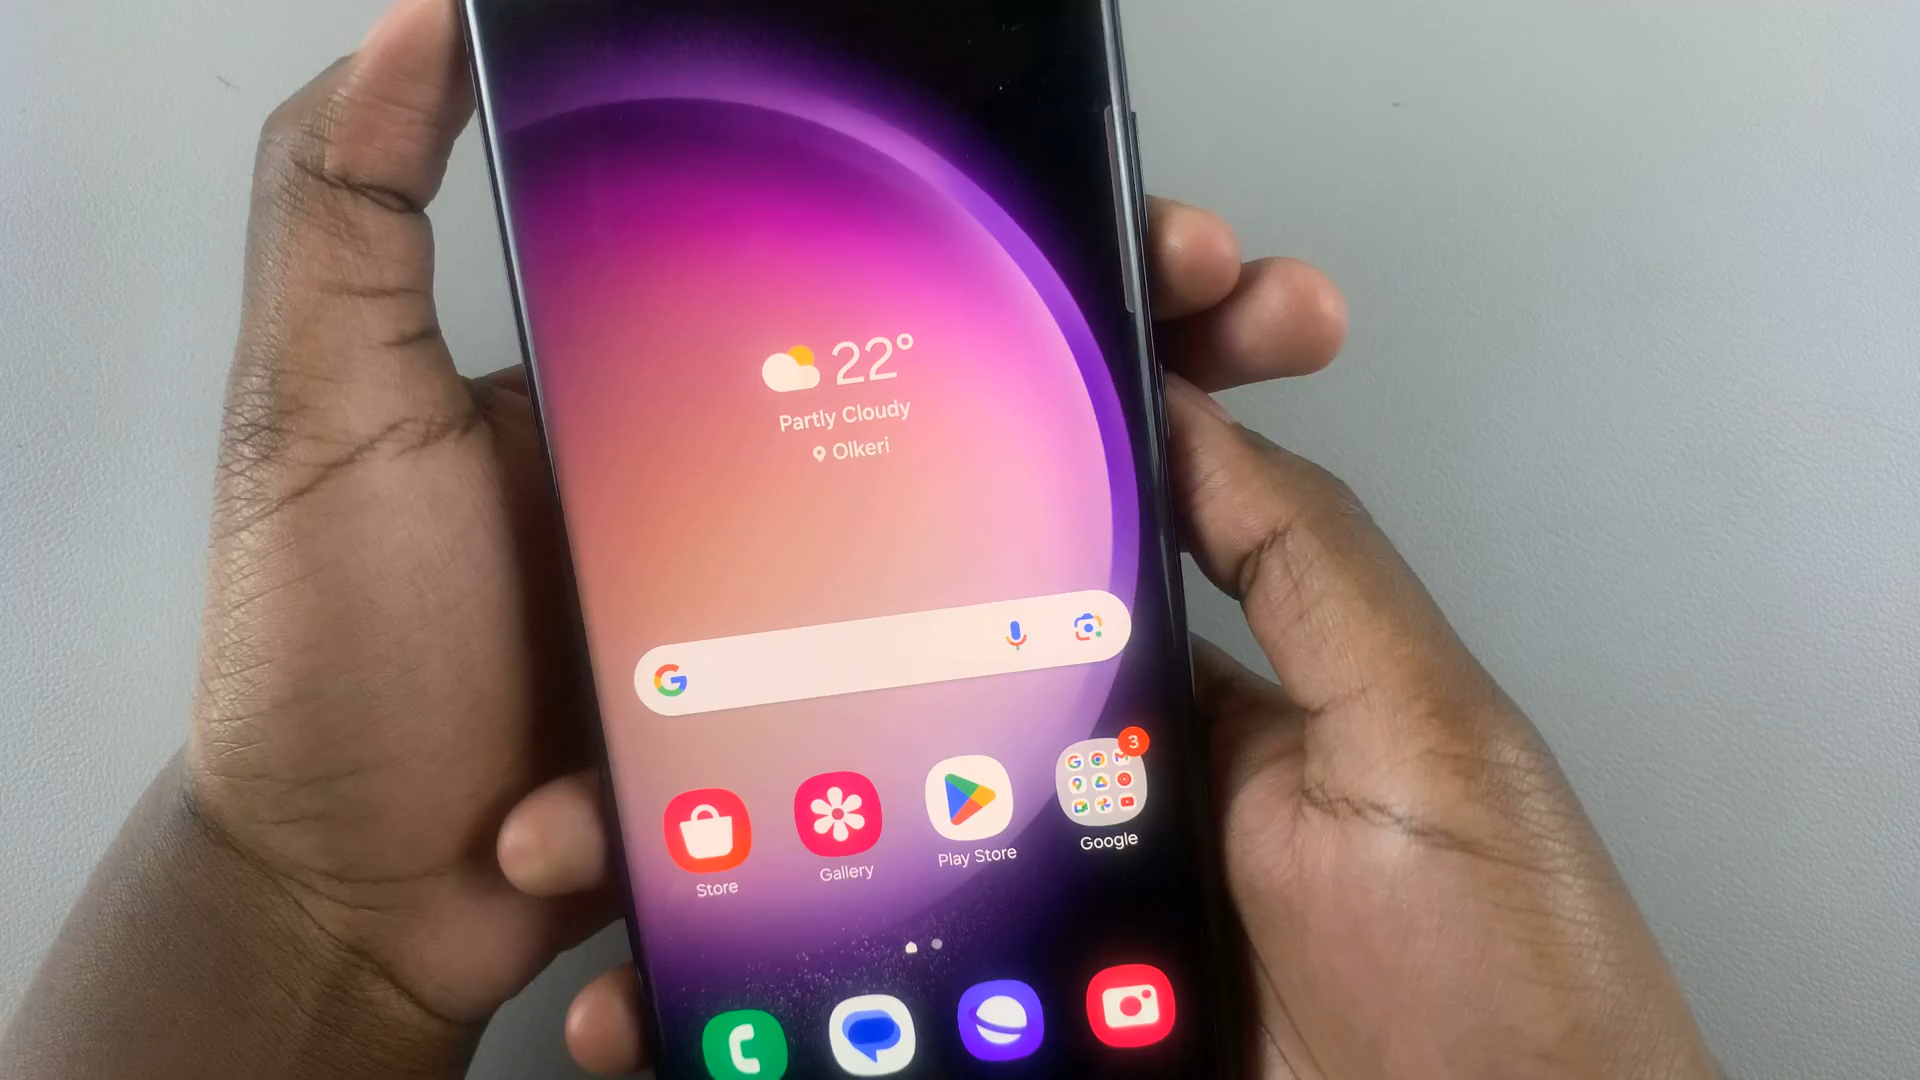 22°
Partly Cloudy
Olkeri
G
3
Store
Gallery
Play Store
Google